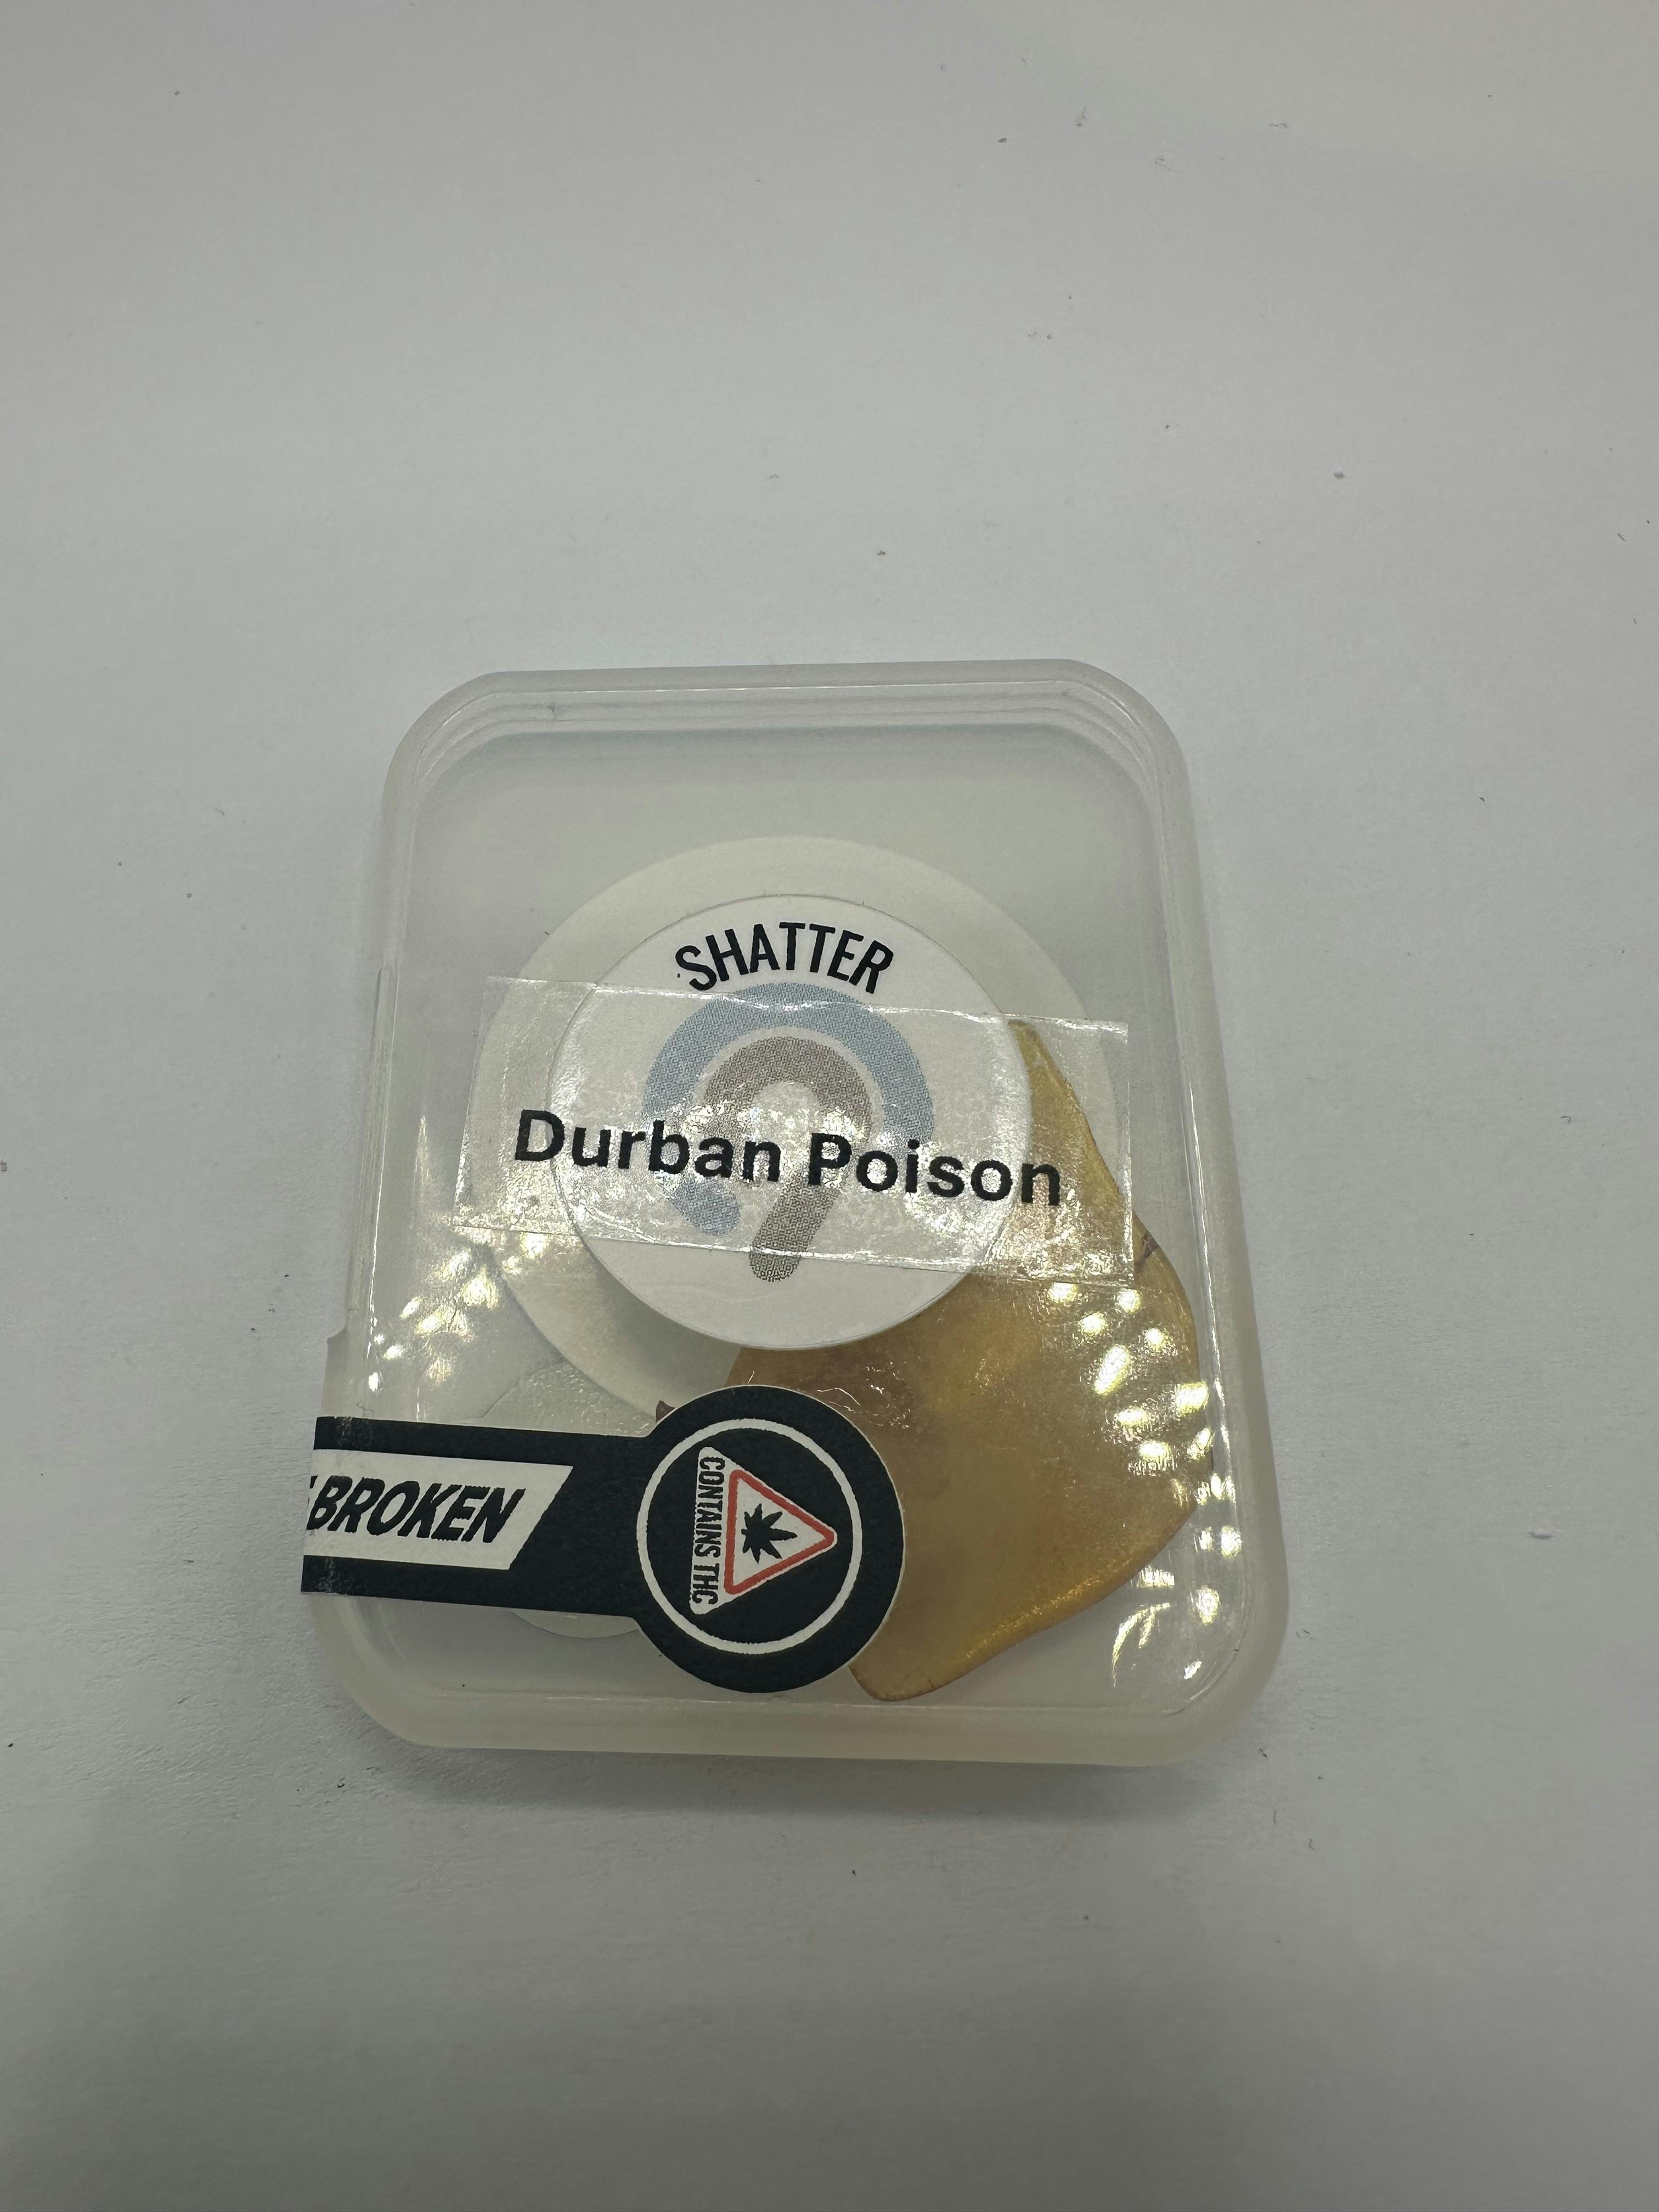 SHATTER
Durban Poison
BROKEN
CONTAINS THC